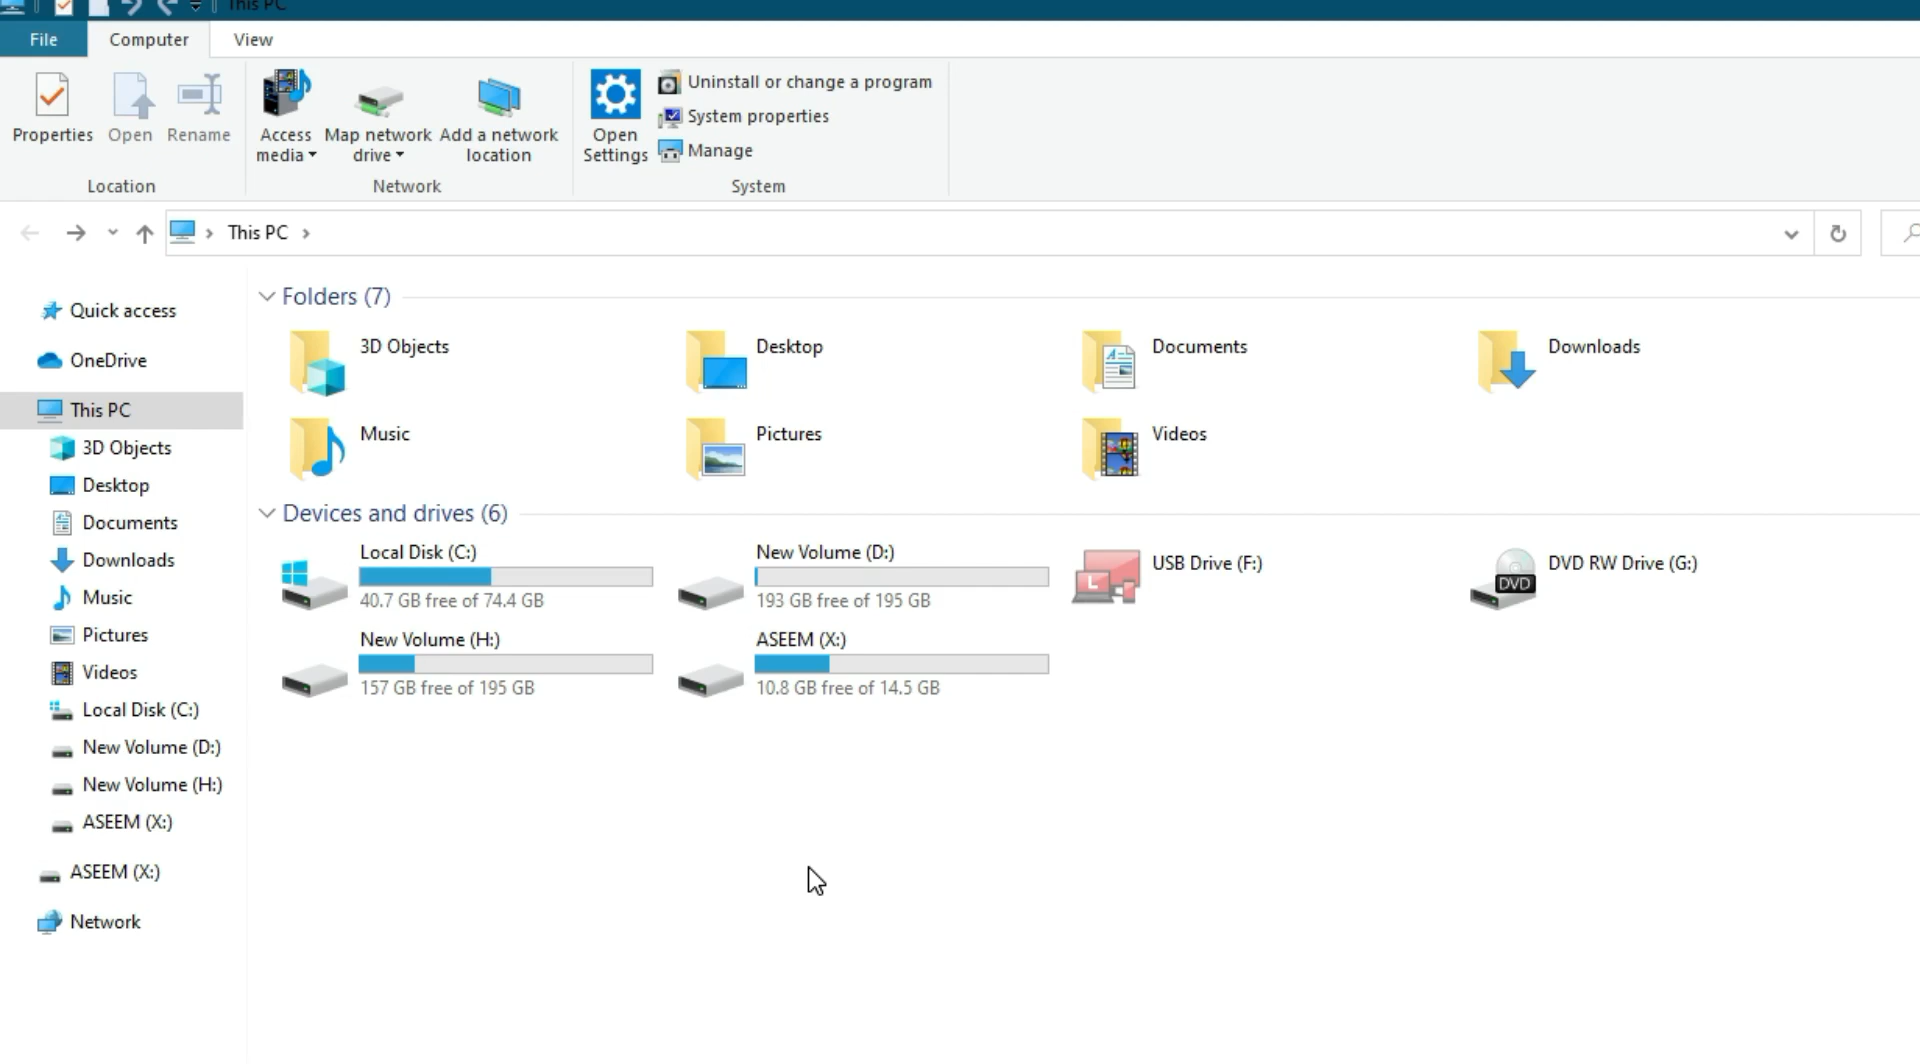 This PC
File Computer View
Uninstall or change a program
System properties
Manage
Properties Open Rename Access media Map network drive Add a network location Open Settings
Location Network System
This PC
Quick access
OneDrive
This PC
3D Objects
Desktop
Documents
Downloads
Music
Pictures
Videos
Local Disk (C:)
New Volume (D:)
New Volume (H:)
ASEEM (X:)
ASEEM (X:)
Network
Folders (7)
3D Objects
Desktop
Documents
Downloads
Music
Pictures
Videos
Devices and drives (6)
Local Disk (C:)
40.7 GB free of 74.4 GB
New Volume (D:)
193 GB free of 195 GB
USB Drive (F:)
L
DVD RW Drive (G:)
DVD
New Volume (H:)
157 GB free of 195 GB
ASEEM (X:)
10.8 GB free of 14.5 GB